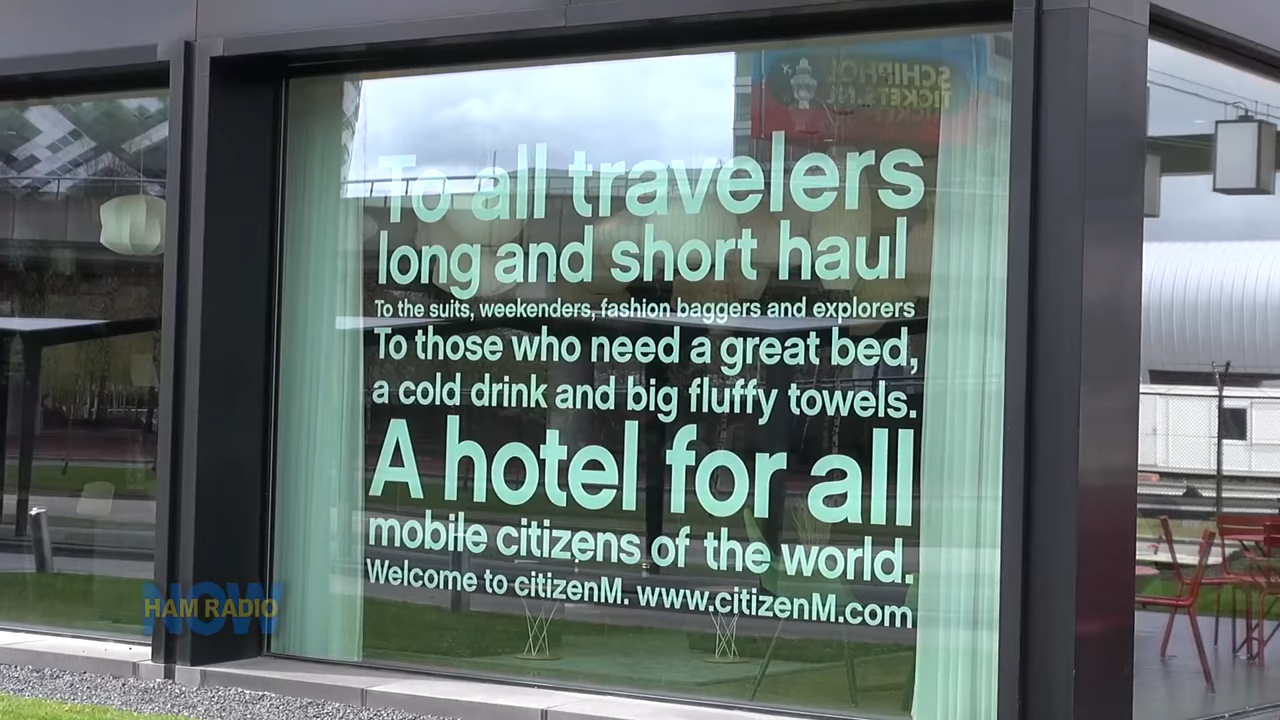 SCHIPHOL
TICKETS.NL
To all travelers
long and short haul
To the suits, weekenders, fashion baggers and explorers
To those who need a great bed,
a cold drink and big fluffy towels.
A hotel for all
mobile citizens of the world.
Welcome to citizenM. www.citizenM.com
HAM RADIO
NOW